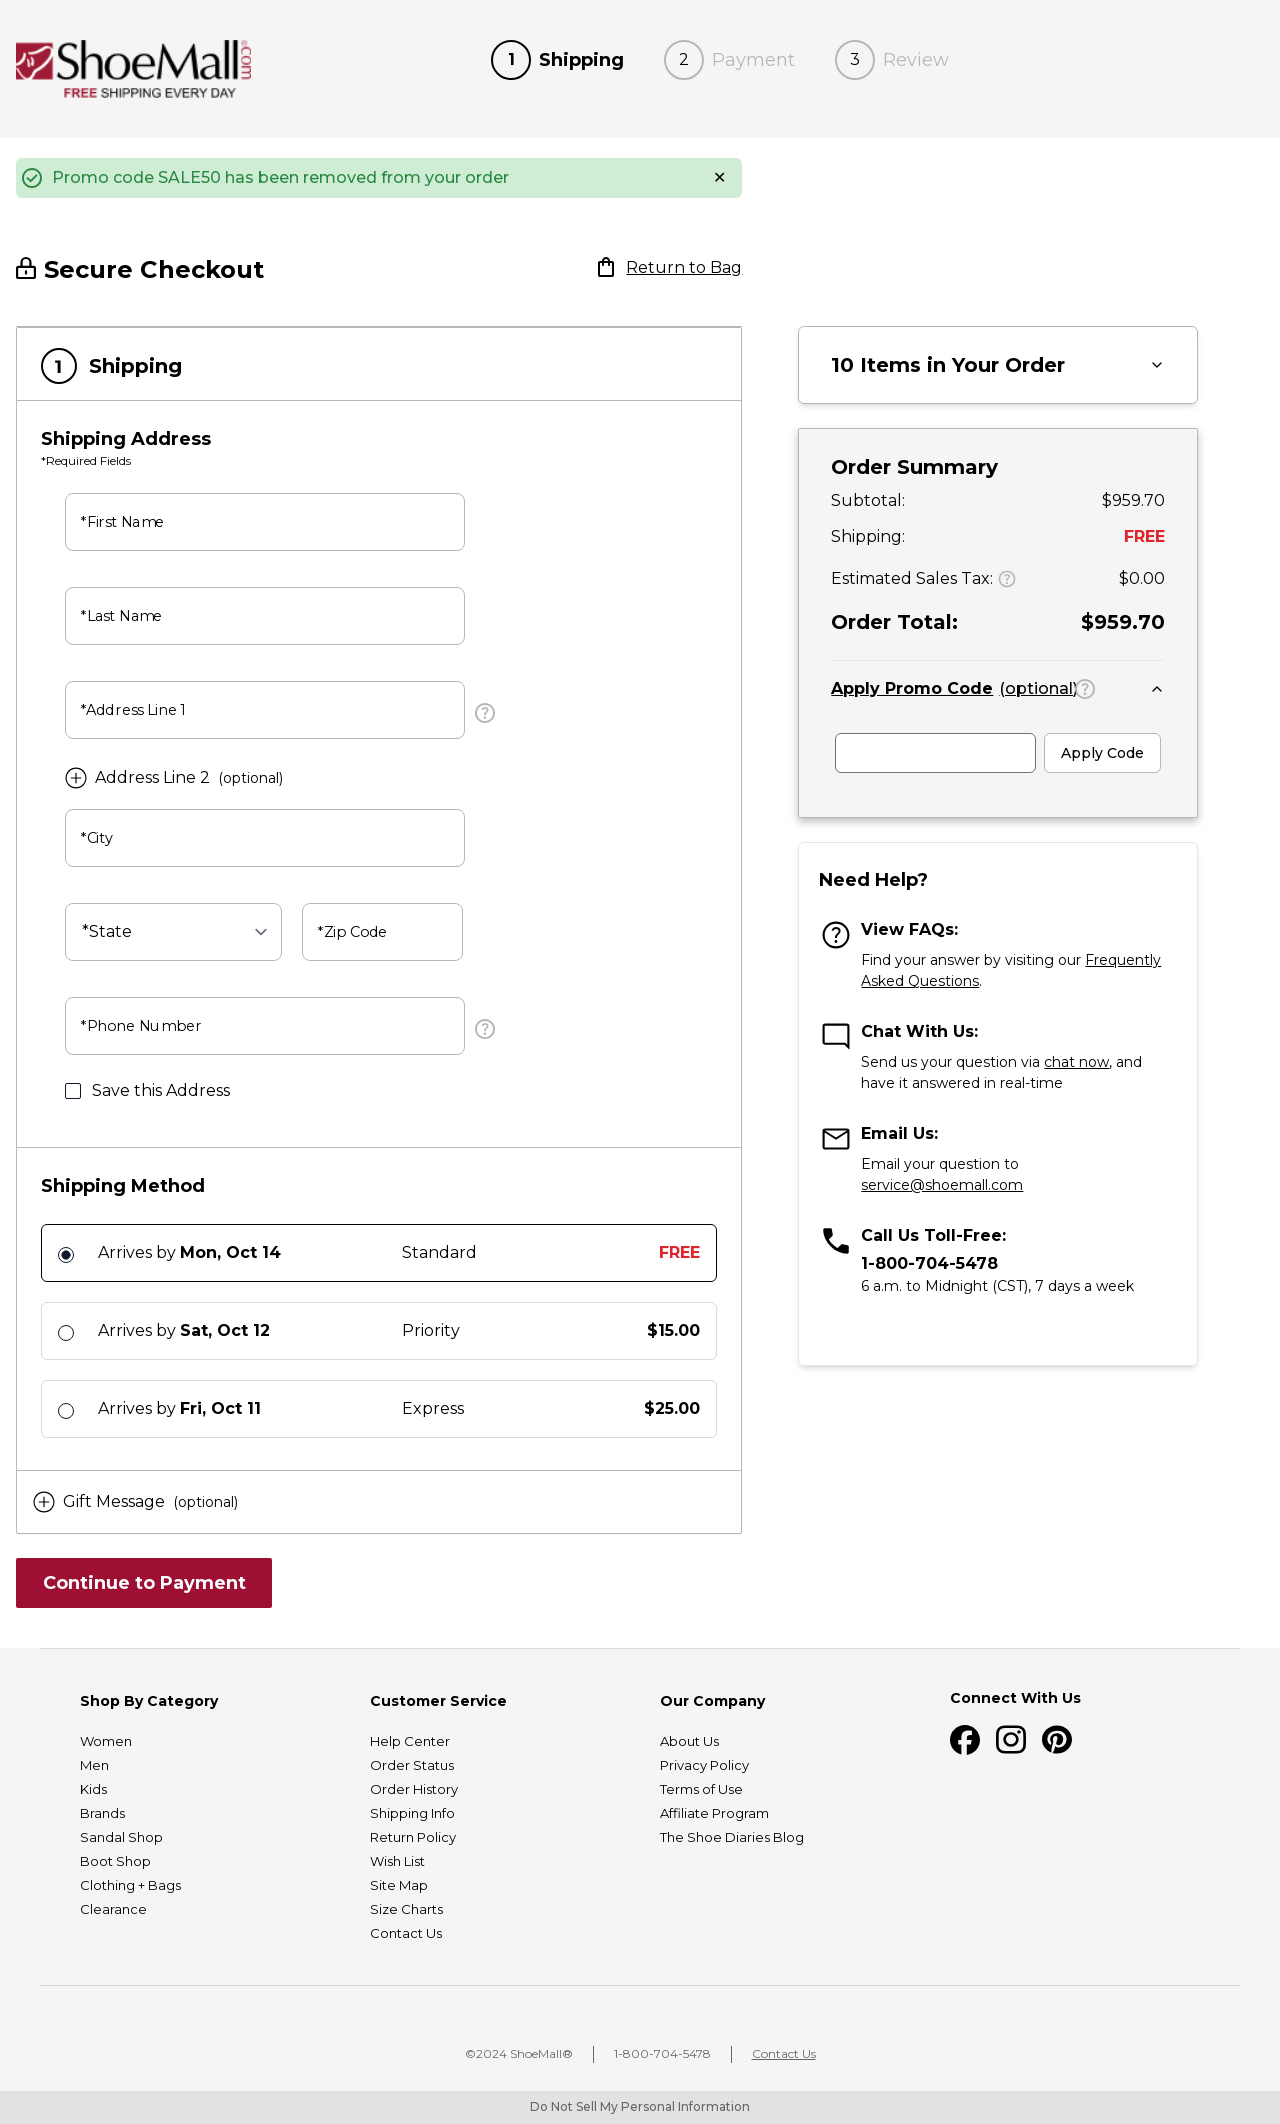 ShoeMall.com
FREE SHIPPING EVERY DAY
1 Shipping
2 Payment
3 Review
Promo code SALE50 has been removed from your order
Secure Checkout
Return to Bag
1 Shipping
Shipping Address
*Required Fields
*First Name
*Last Name
*Address Line 1
Address Line 2 (optional)
*City
*State
*Zip Code
*Phone Number
Save this Address
Shipping Method
Arrives by Mon, Oct 14 Standard FREE
Arrives by Sat, Oct 12 Priority $15.00
Arrives by Fri, Oct 11 Express $25.00
Gift Message (optional)
Continue to Payment
10 Items in Your Order
Order Summary
Subtotal: $959.70
Shipping: FREE
Estimated Sales Tax: $0.00
Order Total: $959.70
Apply Promo Code (optional)
Apply Code
Need Help?
View FAQs:
Find your answer by visiting our Frequently
Asked Questions.
Chat With Us:
Send us your question via chat now, and
have it answered in real-time
Email Us:
Email your question to
service@shoemall.com
Call Us Toll-Free:
1-800-704-5478
6 a.m. to Midnight (CST), 7 days a week
Shop By Category
Women
Men
Kids
Brands
Sandal Shop
Boot Shop
Clothing + Bags
Clearance
Customer Service
Help Center
Order Status
Order History
Shipping Info
Return Policy
Wish List
Site Map
Size Charts
Contact Us
Our Company
About Us
Privacy Policy
Terms of Use
Affiliate Program
The Shoe Diaries Blog
Connect With Us
©2024 ShoeMall® 1-800-704-5478 Contact Us
Do Not Sell My Personal Information